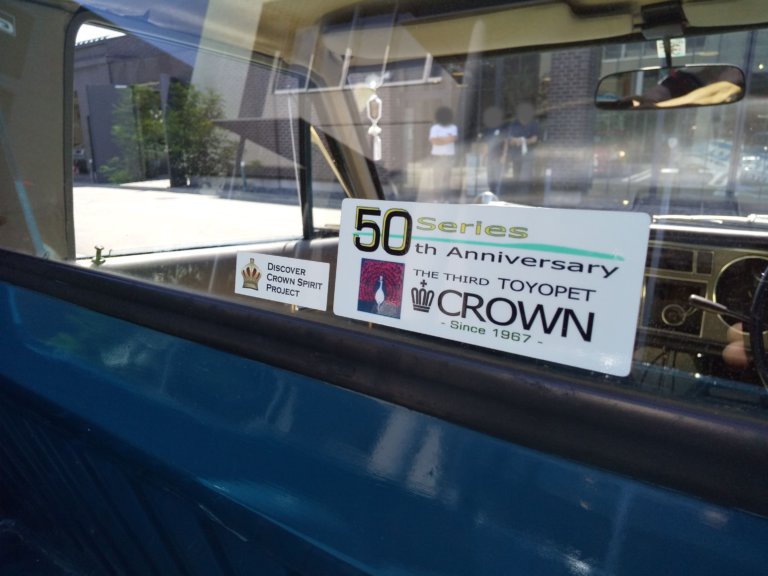 50 Series
th Anniversary
THE THIRD TOYOPET
CROWN
- Since 1967 -
DISCOVER
CROWN SPIRIT
PROJECT